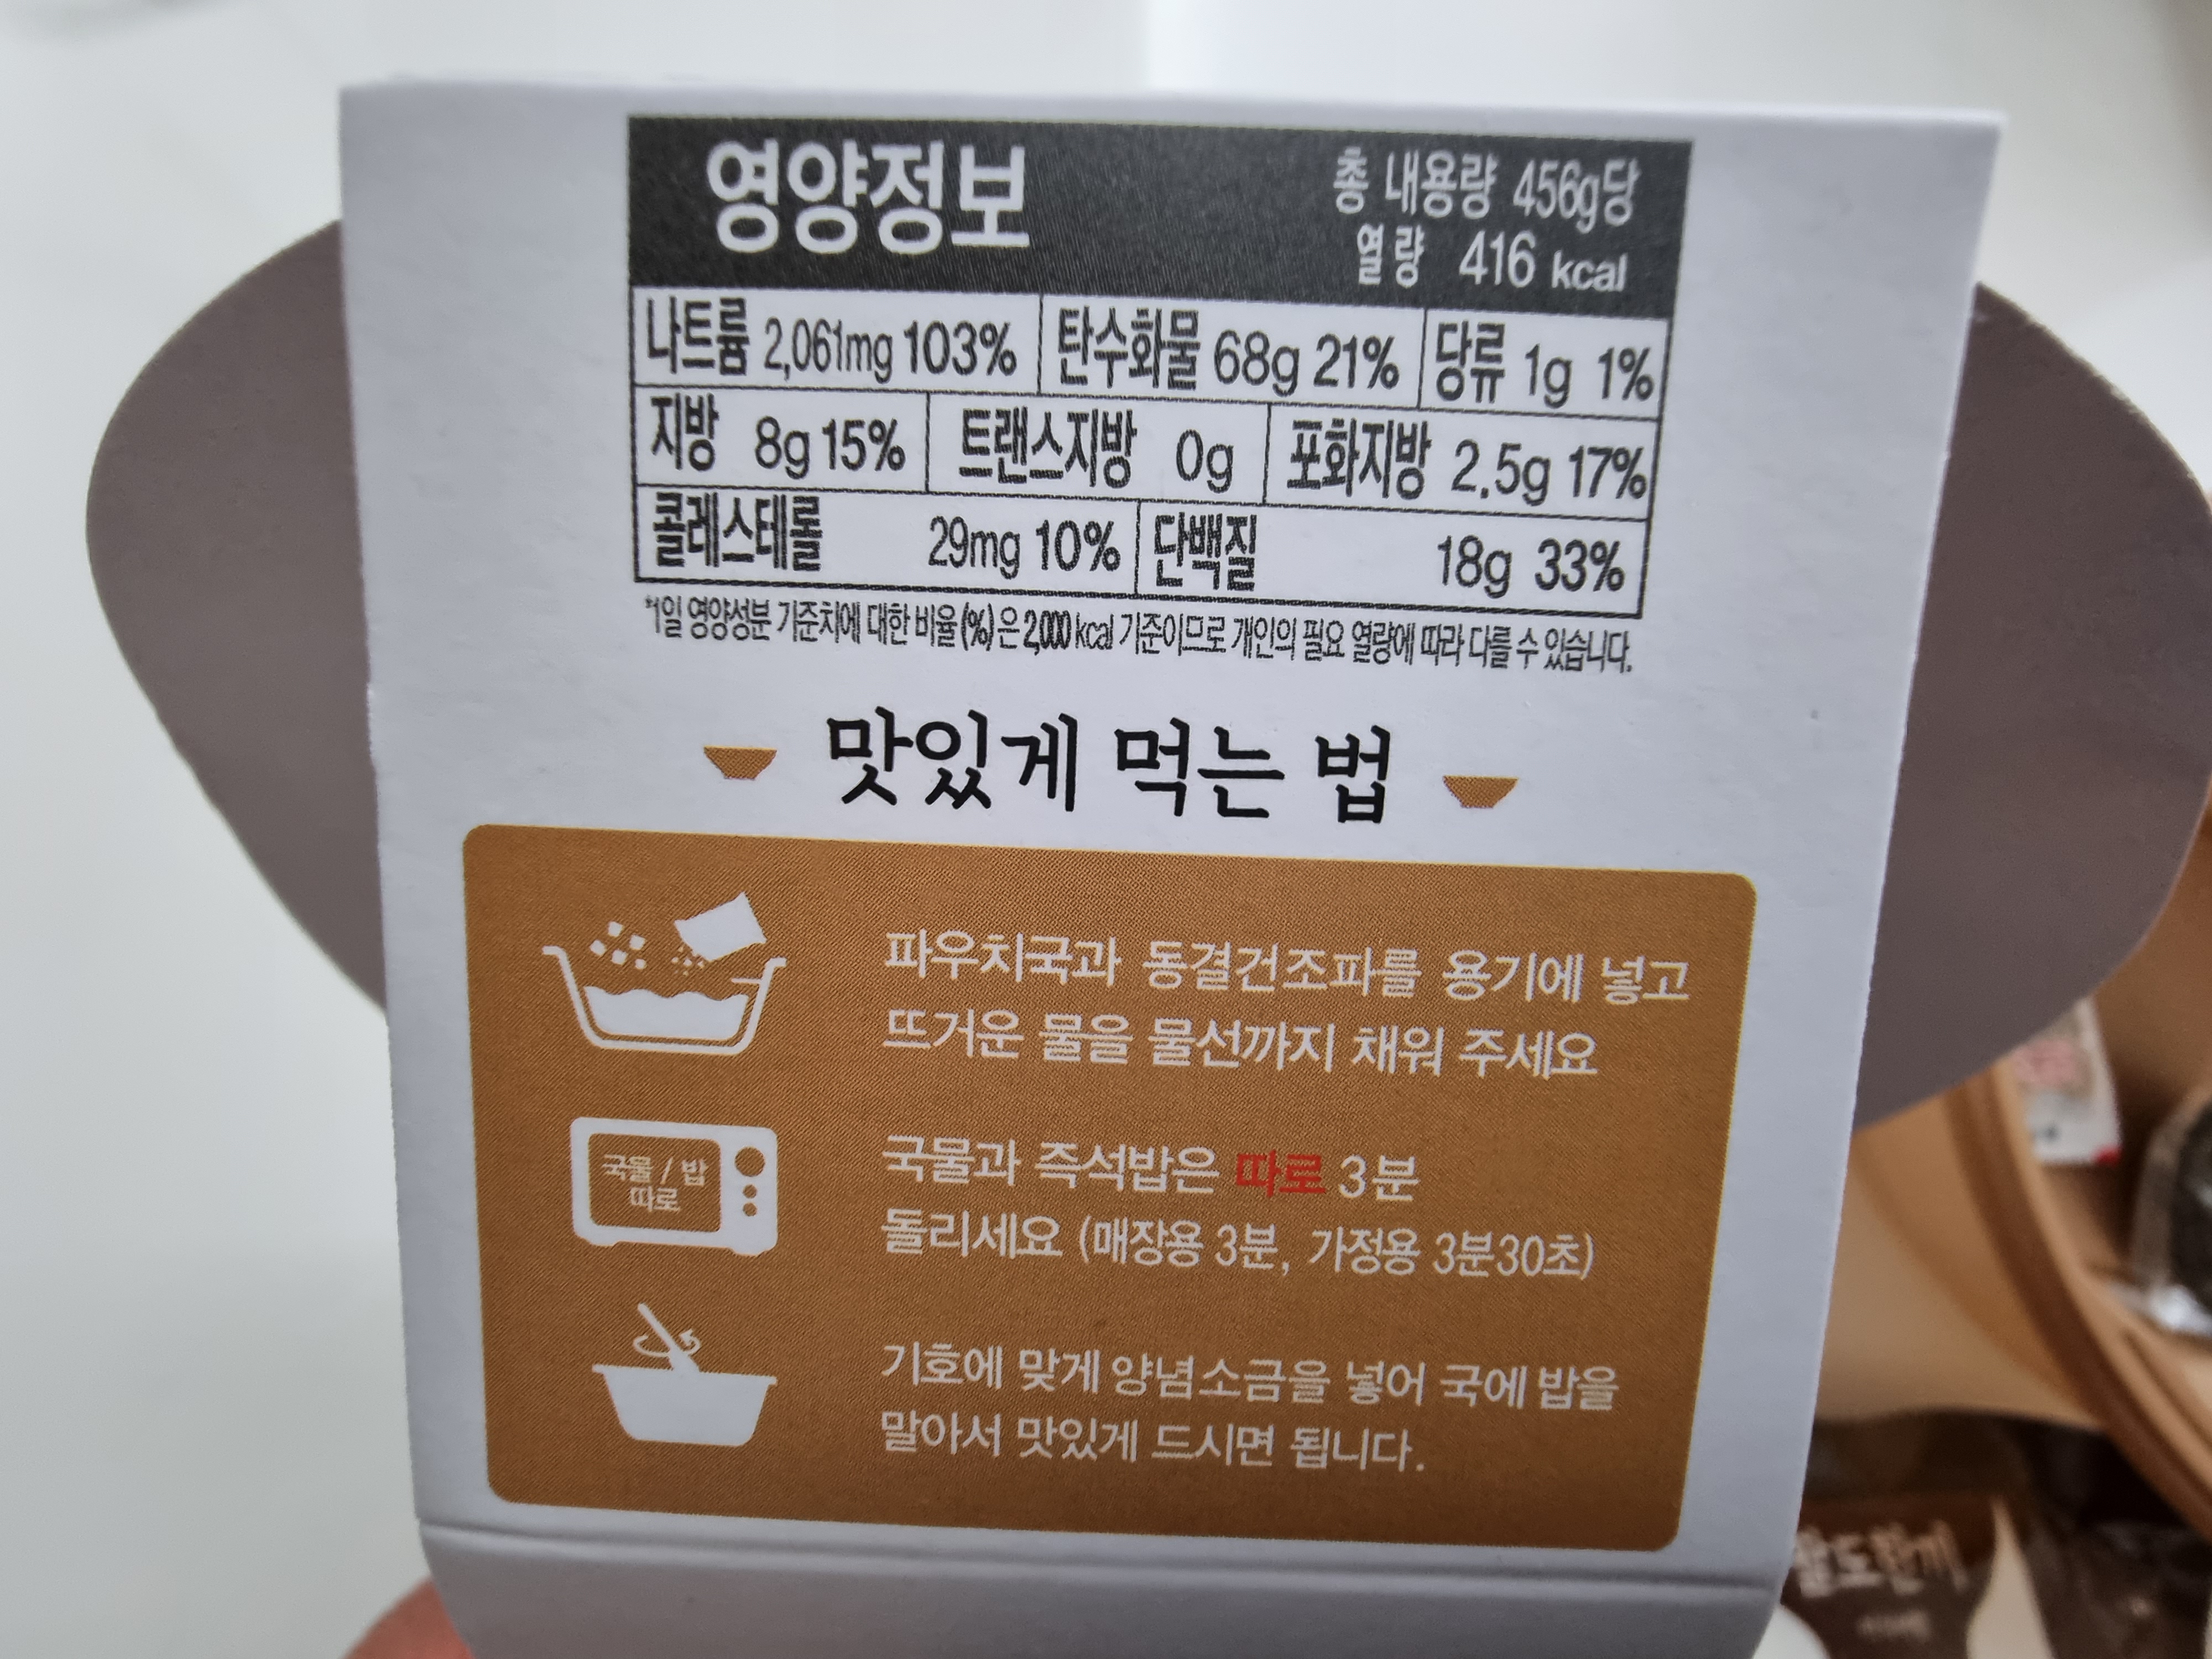 영양정보
총 내용량 456g당
열량 416 kcal
나트륨 2,061mg 103% 탄수화물 68g 21% 당류 1g 1%
지방 8g 15% 트랜스지방 0g 포화지방 2.5g 17%
콜레스테롤 29mg 10% 단백질 18g 33%
*1일 영양성분 기준치에 대한 비율(%)은 2,000 kcal 기준이므로 개인의 필요 열량에 따라 다를 수 있습니다.
맛있게 먹는 법
파우치국과 동결건조파를 용기에 넣고
뜨거운 물을 물선까지 채워 주세요
국물 / 밥
따로
국물과 즉석밥은 따로 3분
돌리세요 (매장용 3분, 가정용 3분30초)
기호에 맞게 양념소금을 넣어 국에 밥을
말아서 맛있게 드시면 됩니다.